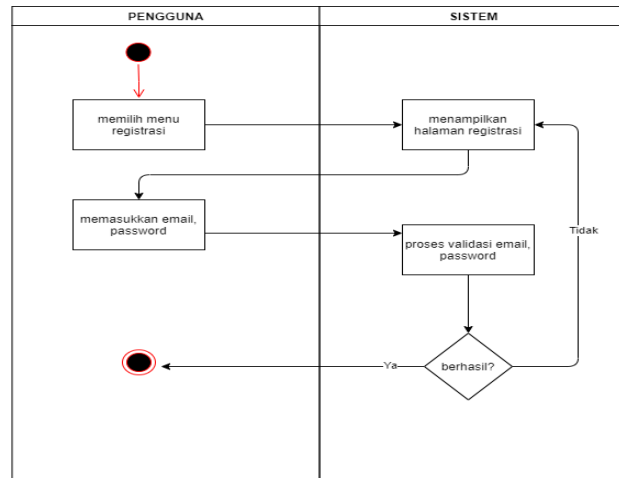 PENGGUNA
SISTEM
memilih menu
registrasi
menampilkan
halaman registrasi
memasukkan email,
password
proses validasi email,
password
Tidak
berhasil?
Ya